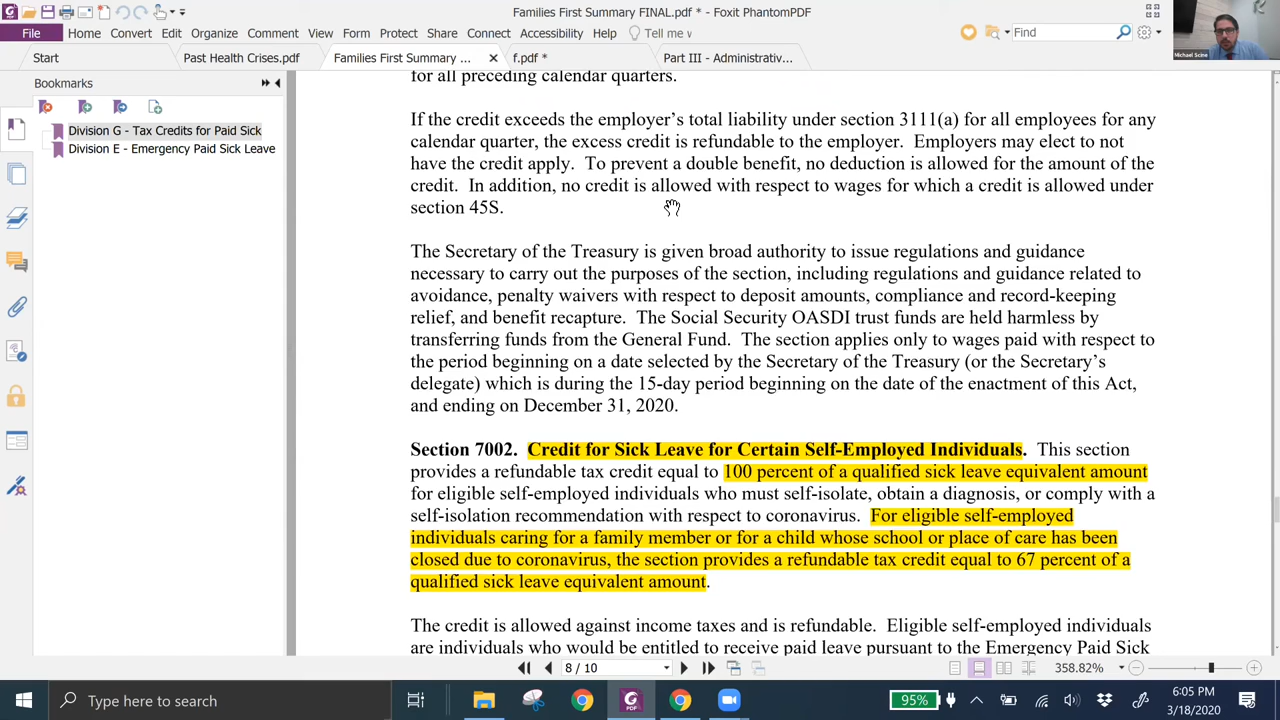 Families First Summary FINAL.pdf * - Foxit PhantomPDF
File Home Convert Edit Organize Comment View Form Protect Share Connect Accessibility Help Tell me v Find
Michael Scine
Start Past Health Crises.pdf Families First Summary ... f.pdf * Part III - Administrativ...
Bookmarks
Division G - Tax Credits for Paid Sick
Division E - Emergency Paid Sick Leave
for all preceding calendar quarters.
If the credit exceeds the employer’s total liability under section 3111(a) for all employees for any
calendar quarter, the excess credit is refundable to the employer. Employers may elect to not
have the credit apply. To prevent a double benefit, no deduction is allowed for the amount of the
credit. In addition, no credit is allowed with respect to wages for which a credit is allowed under
section 45S.
The Secretary of the Treasury is given broad authority to issue regulations and guidance
necessary to carry out the purposes of the section, including regulations and guidance related to
avoidance, penalty waivers with respect to deposit amounts, compliance and record-keeping
relief, and benefit recapture. The Social Security OASDI trust funds are held harmless by
transferring funds from the General Fund. The section applies only to wages paid with respect to
the period beginning on a date selected by the Secretary of the Treasury (or the Secretary’s
delegate) which is during the 15-day period beginning on the date of the enactment of this Act,
and ending on December 31, 2020.
Section 7002. Credit for Sick Leave for Certain Self-Employed Individuals. This section
provides a refundable tax credit equal to 100 percent of a qualified sick leave equivalent amount
for eligible self-employed individuals who must self-isolate, obtain a diagnosis, or comply with a
self-isolation recommendation with respect to coronavirus. For eligible self-employed
individuals caring for a family member or for a child whose school or place of care has been
closed due to coronavirus, the section provides a refundable tax credit equal to 67 percent of a
qualified sick leave equivalent amount.
The credit is allowed against income taxes and is refundable. Eligible self-employed individuals
are individuals who would be entitled to receive paid leave pursuant to the Emergency Paid Sick
8 / 10 358.82%
Type here to search 95% 6:05 PM
3/18/2020